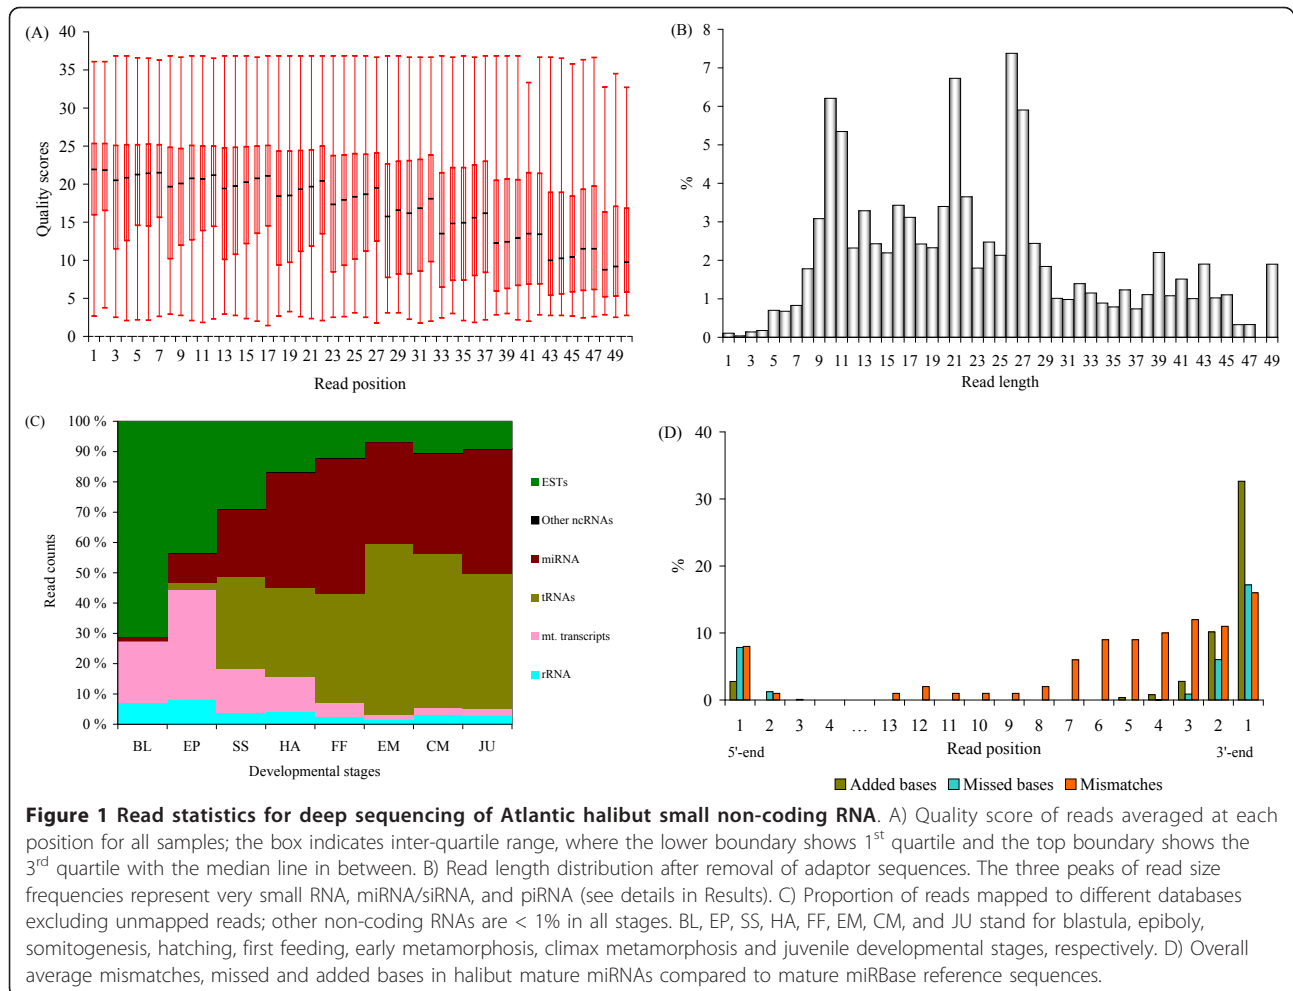 (A)
40
35
30
25
20
15
10
5
0
Quality scores
1 3 5 7 9 11 13 15 17 19 21 23 25 27 29 31 33 35 37 39 41 43 45 47 49
Read position
(B)
8
7
6
5
4
3
2
1
0
%
1 3 5 7 9 11 13 15 17 19 21 23 25 27 29 31 33 35 37 39 41 43 45 47 49
Read length
(C)
100 %
90 %
80 %
70 %
60 %
50 %
40 %
30 %
20 %
10 %
0 %
Read counts
BL EP SS HA FF EM CM JU
Developmental stages
ESTs
Other ncRNAs
miRNA
tRNAs
mt. transcripts
rRNA
(D)
40
30
20
10
0
%
1 2 3 4 ... 13 12 11 10 9 8 7 6 5 4 3 2 1
5'-end Read position 3'-end
Added bases Missed bases Mismatches
Figure 1 Read statistics for deep sequencing of Atlantic halibut small non-coding RNA. A) Quality score of reads averaged at each
position for all samples; the box indicates inter-quartile range, where the lower boundary shows 1st quartile and the top boundary shows the
3rd quartile with the median line in between. B) Read length distribution after removal of adaptor sequences. The three peaks of read size
frequencies represent very small RNA, miRNA/siRNA, and piRNA (see details in Results). C) Proportion of reads mapped to different databases
excluding unmapped reads; other non-coding RNAs are < 1% in all stages. BL, EP, SS, HA, FF, EM, CM, and JU stand for blastula, epiboly,
somitogenesis, hatching, first feeding, early metamorphosis, climax metamorphosis and juvenile developmental stages, respectively. D) Overall
average mismatches, missed and added bases in halibut mature miRNAs compared to mature miRBase reference sequences.